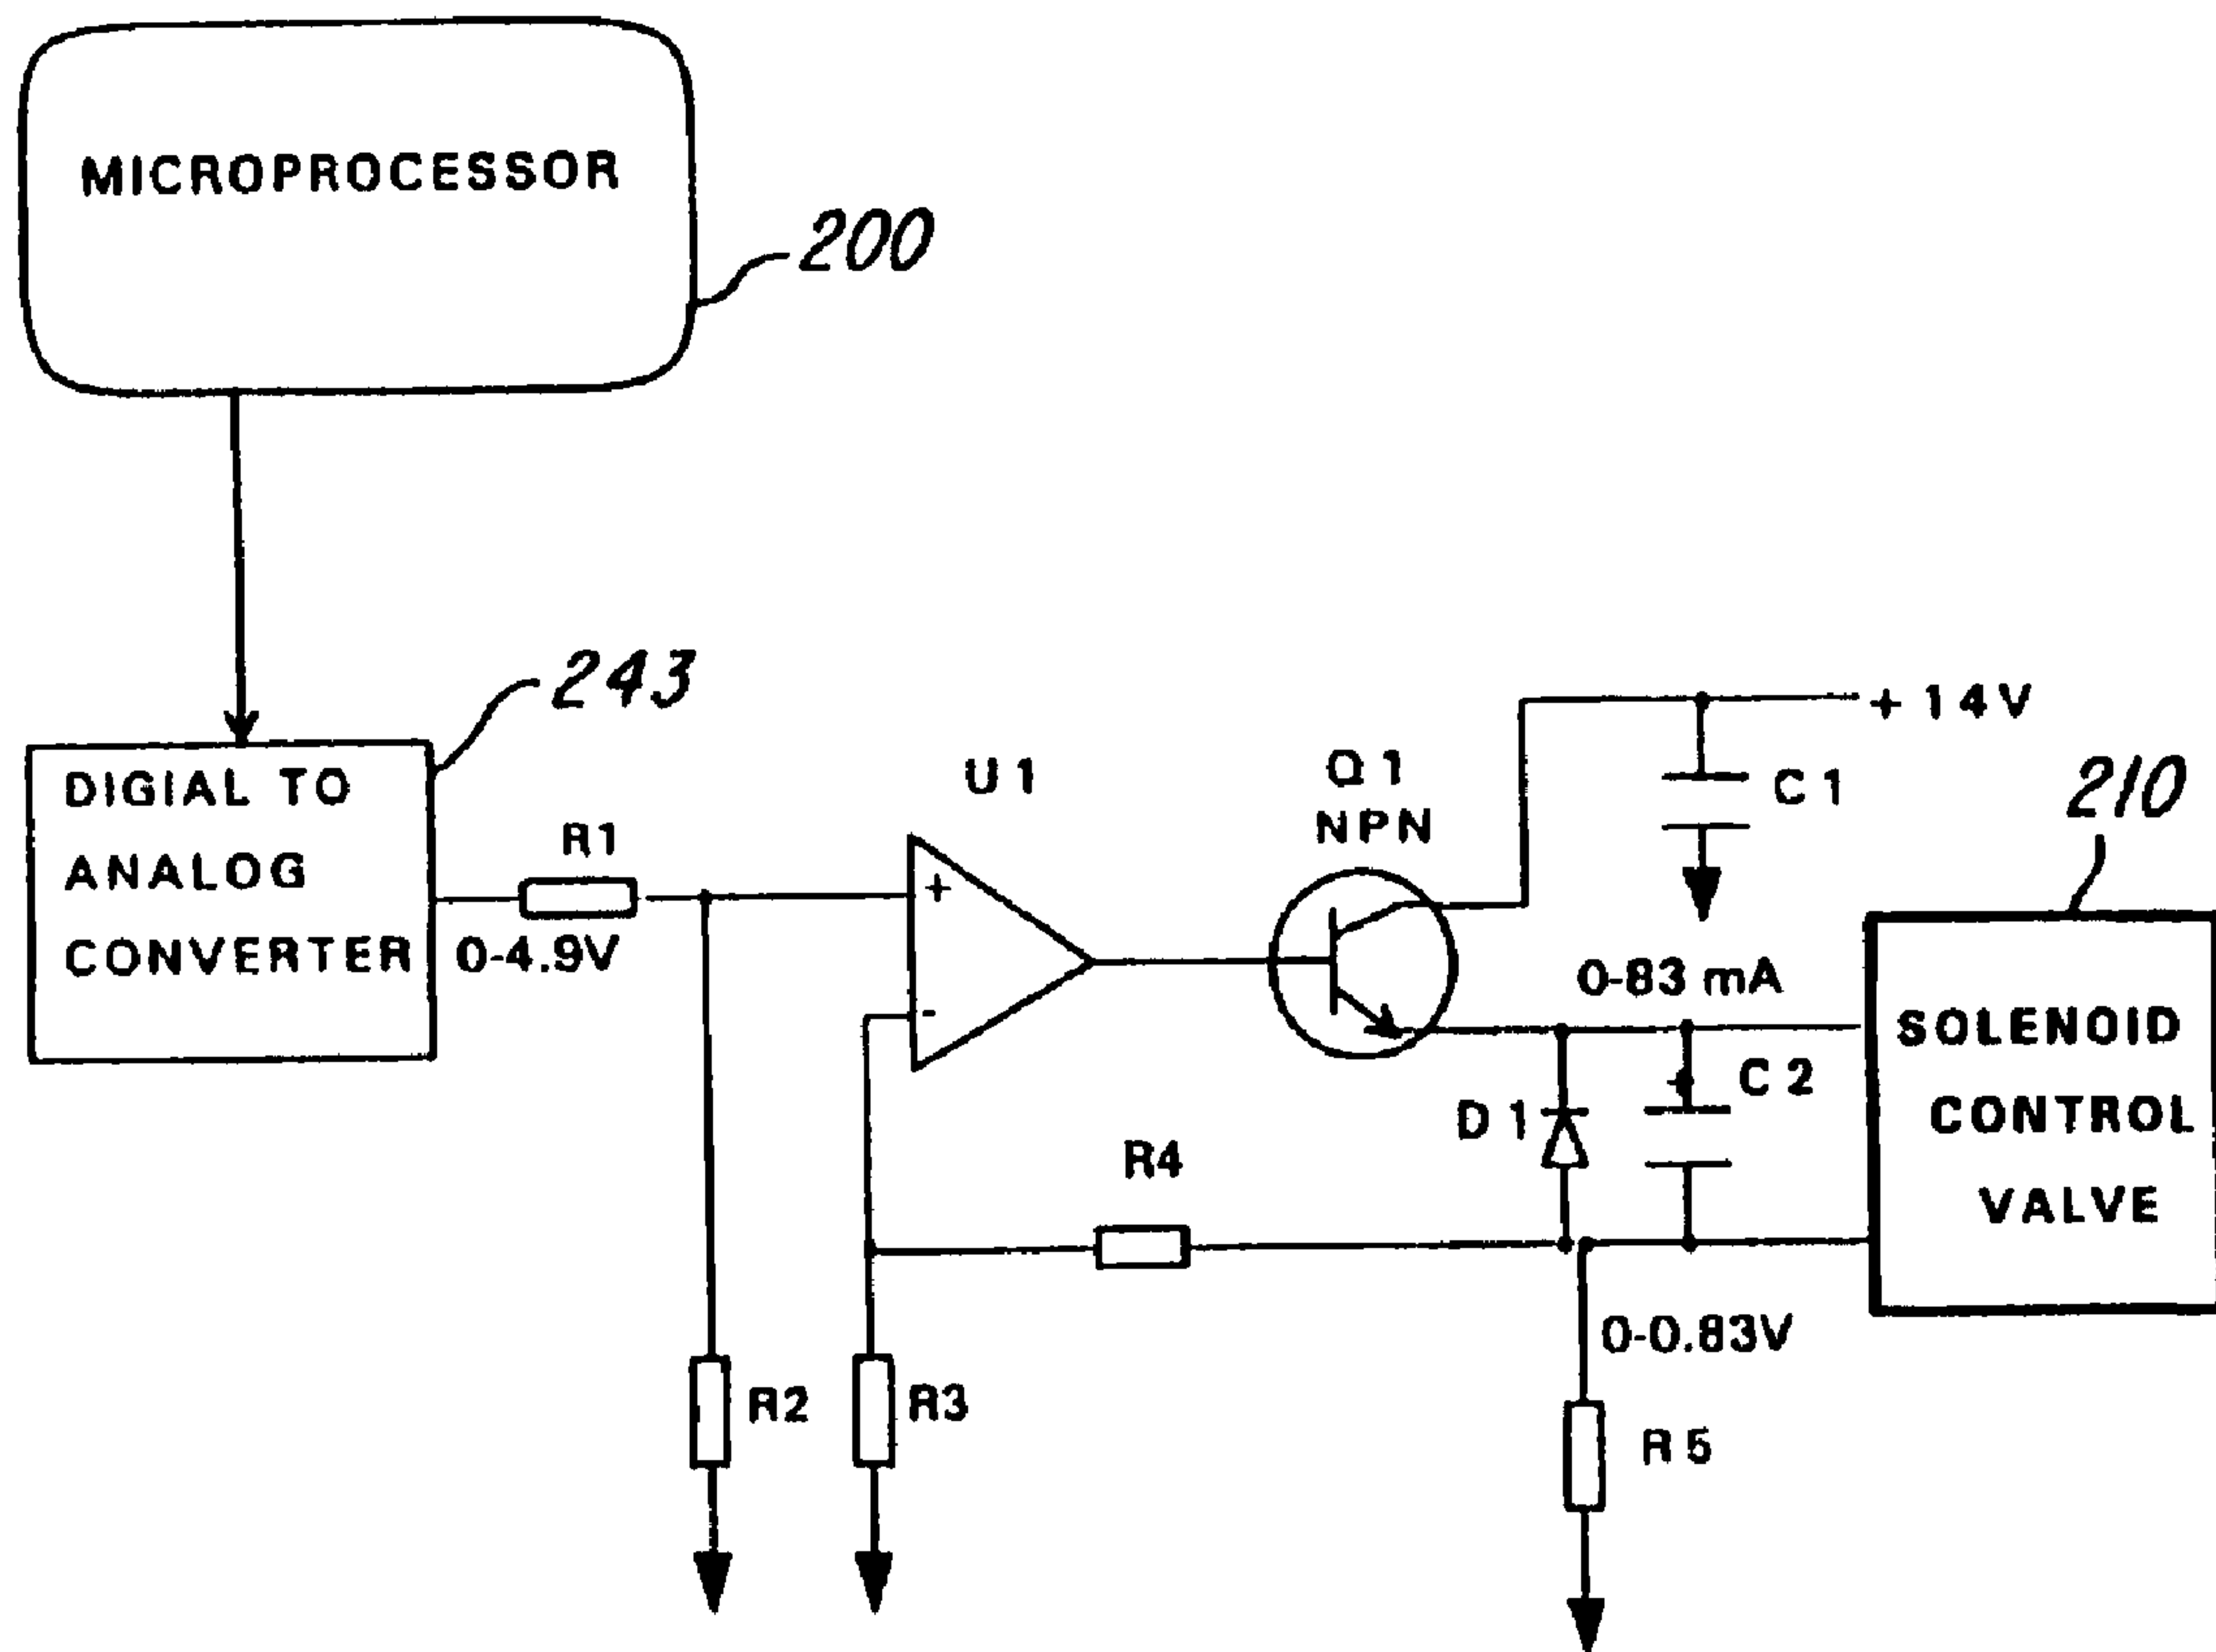 MICROPROCESSOR
200
243
DIGIAL TO
ANALOG
CONVERTER
R1
0-4.9V
U1
+
-
Q1
NPN
+14V
C1
210
0-83 mA
SOLENOID
CONTROL
VALVE
+
C2
D1
R4
0-0.83V
R2
R3
R5